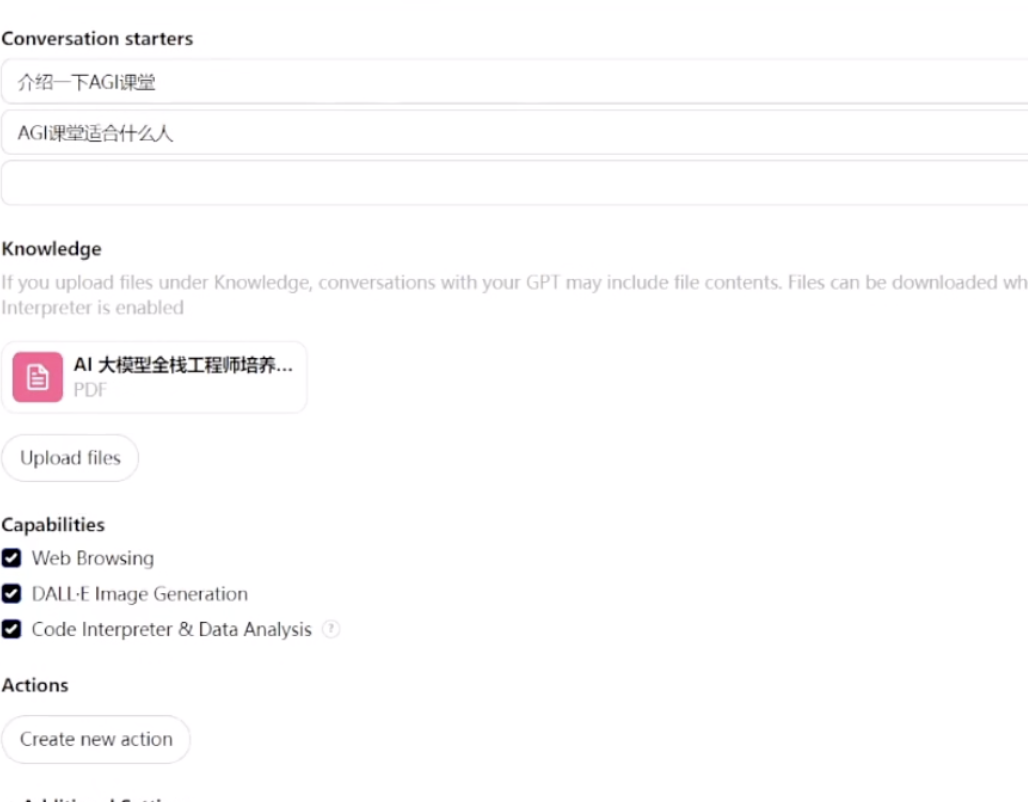 Conversation starters
介绍一下AGI课堂
AGI课堂适合什么人
Knowledge
If you upload files under Knowledge, conversations with your GPT may include file contents. Files can be downloaded
Interpreter is enabled
AI 大模型全栈工程师培养...
PDF
Upload files
Capabilities
Web Browsing
DALL·E Image Generation
Code Interpreter & Data Analysis ?
Actions
Create new action